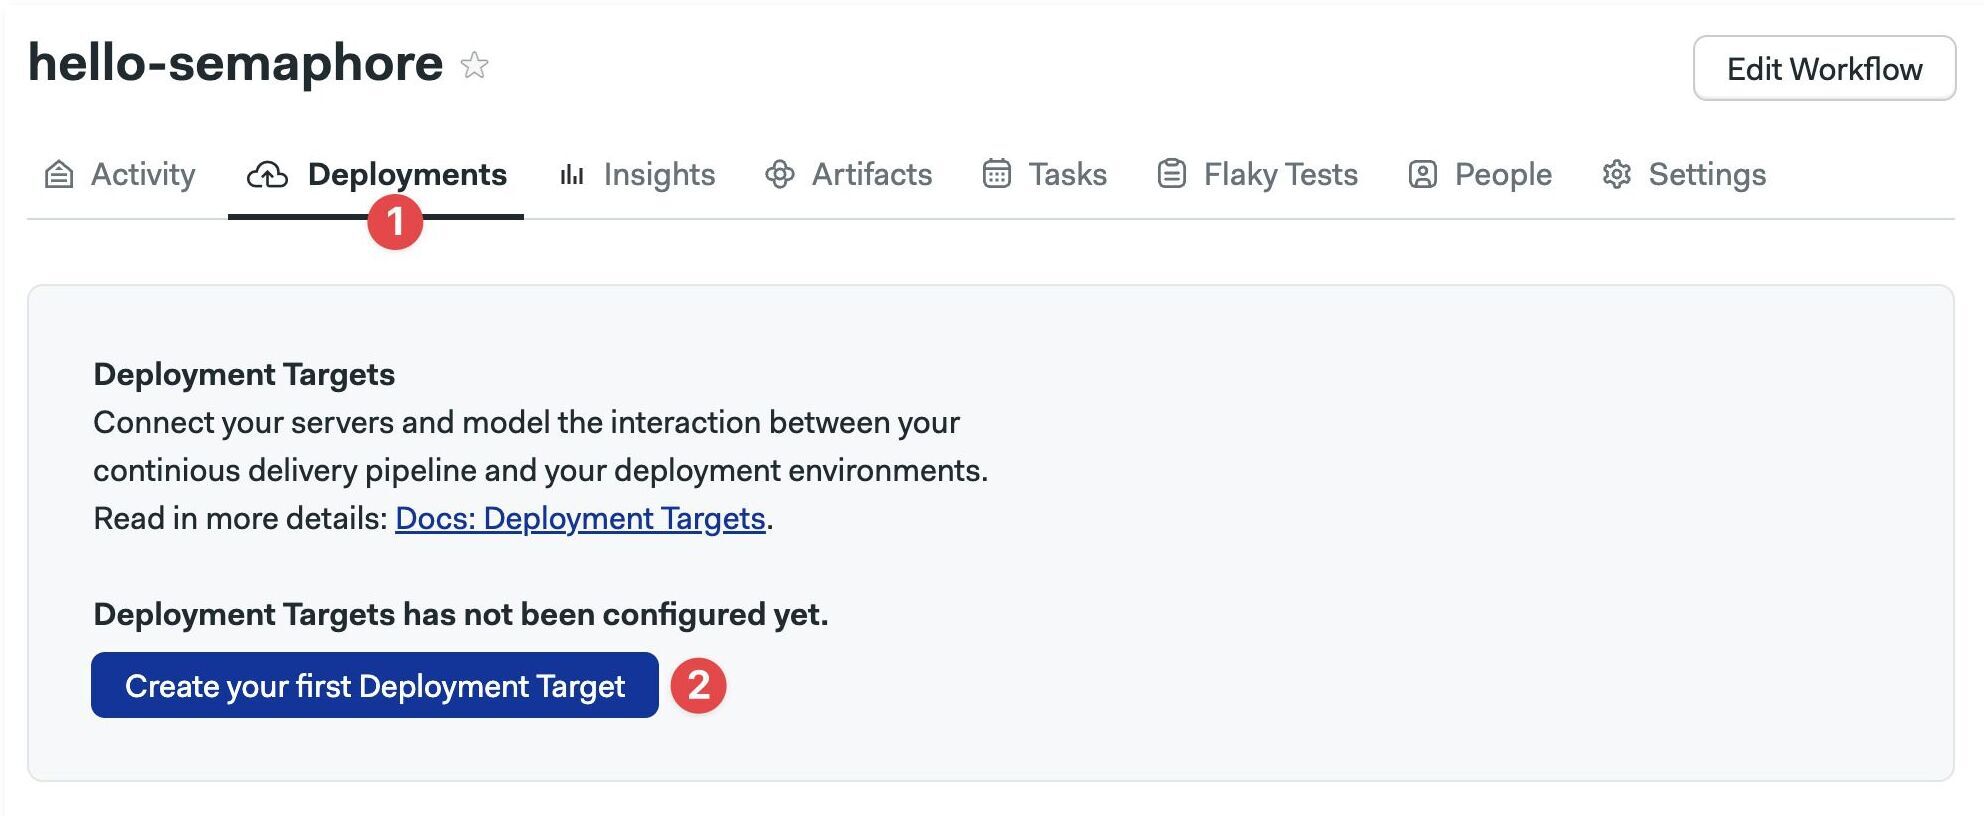 hello-semaphore
Edit Workflow
Activity Deployments Insights Artifacts Tasks Flaky Tests People Settings
1
Deployment Targets
Connect your servers and model the interaction between your
continious delivery pipeline and your deployment environments.
Read in more details: Docs: Deployment Targets.
Deployment Targets has not been configured yet.
Create your first Deployment Target 2